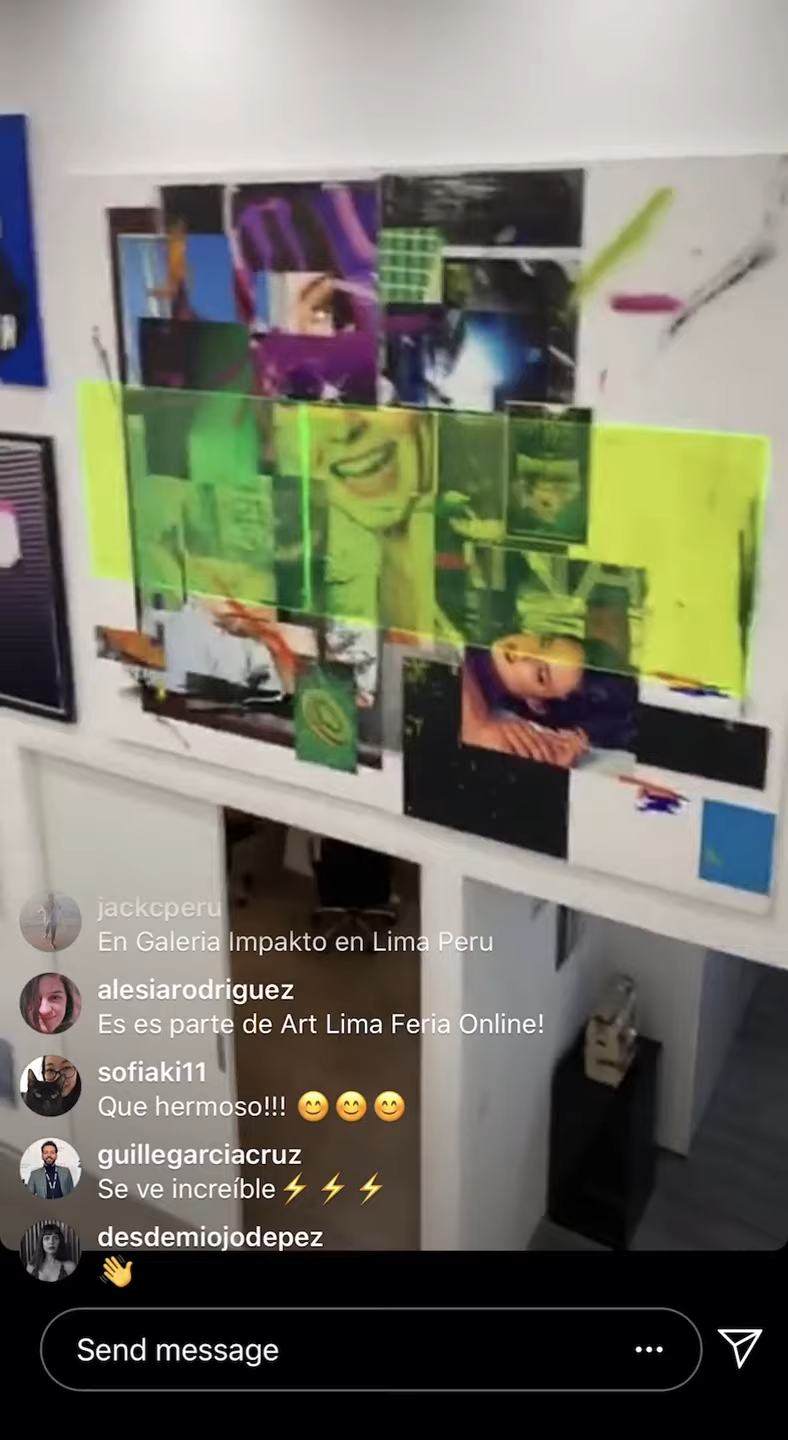 jackcperu
En Galeria Impakto en Lima Peru
alesiarodriguez
Es es parte de Art Lima Feria Online!
sofiaki11
Que hermoso!!! 😊😊😊
guillegarciacruz
Se ve increíble⚡⚡⚡
desdemiojodepez
👋
Send message